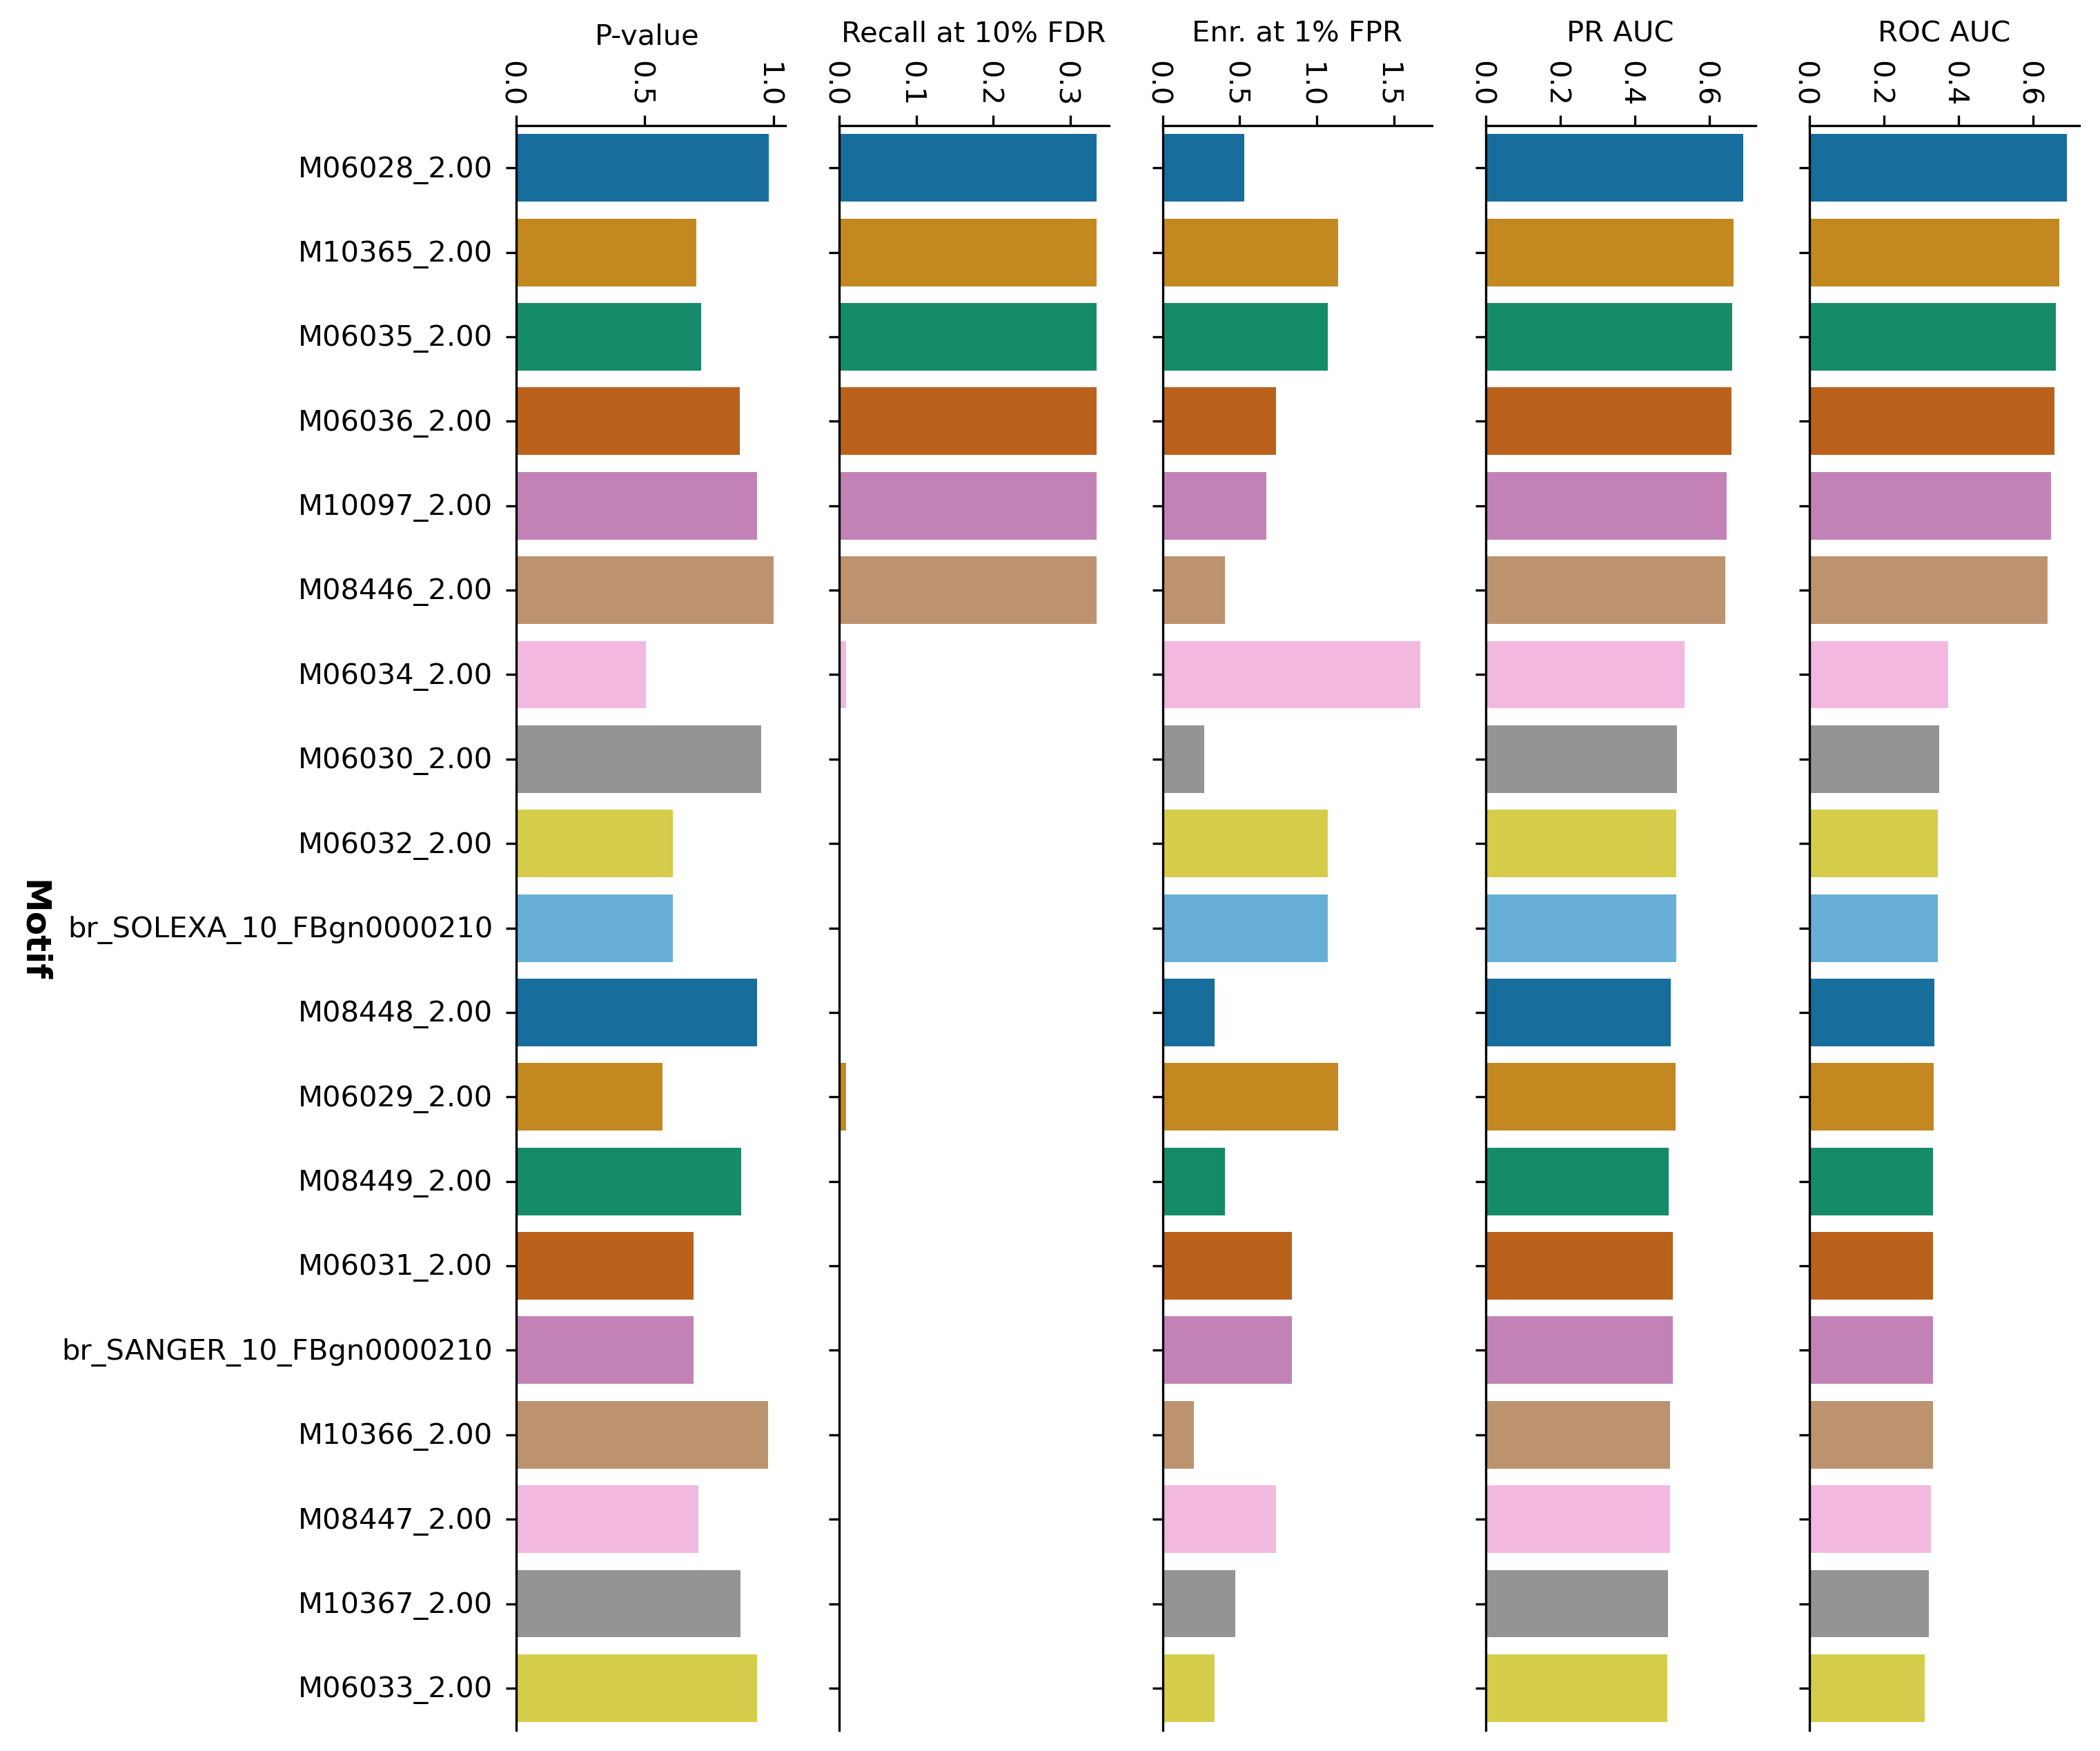 P-value
Recall at 10% FDR
Enr. at 1% FPR
PR AUC
ROC AUC
0.0 0.5 1.0
0.0 0.1 0.2 0.3
0.0 0.5 1.0 1.5
0.0 0.2 0.4 0.6
0.0 0.2 0.4 0.6
M06028_2.00
M10365_2.00
M06035_2.00
M06036_2.00
M10097_2.00
M08446_2.00
M06034_2.00
M06030_2.00
M06032_2.00
br_SOLEXA_10_FBgn0000210
M08448_2.00
M06029_2.00
M08449_2.00
M06031_2.00
br_SANGER_10_FBgn0000210
M10366_2.00
M08447_2.00
M10367_2.00
M06033_2.00
Motif